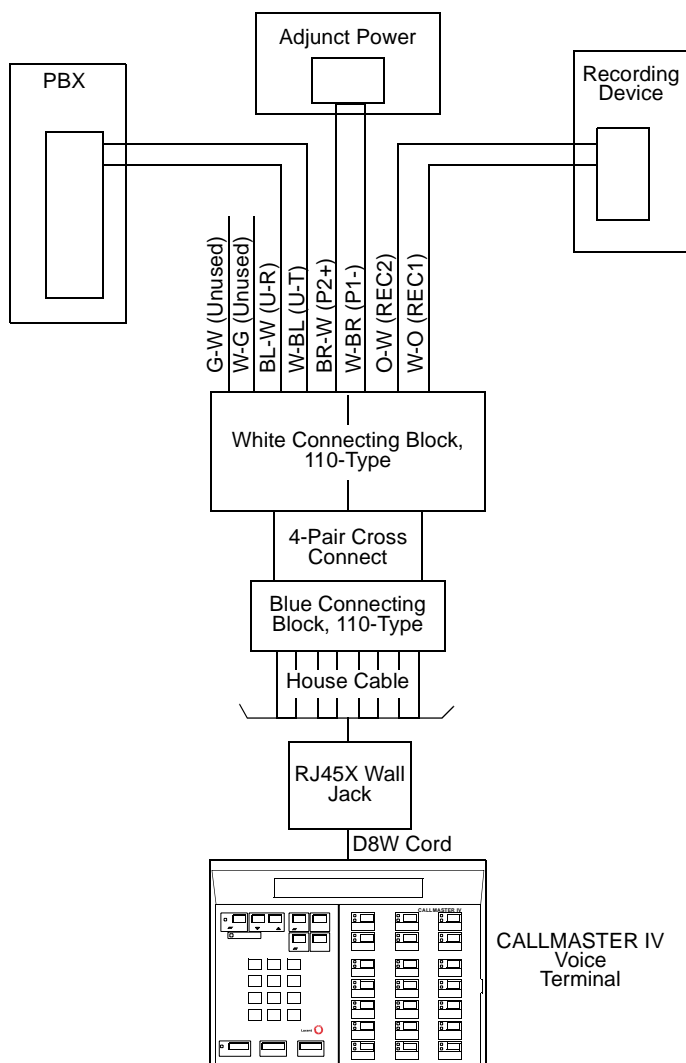 Adjunct Power
PBX
Recording
Device
G-W (Unused)
W-G (Unused)
BL-W (U-R)
W-BL (U-T)
BR-W (P2+)
W-BR (P1-)
O-W (REC2)
W-O (REC1)
White Connecting Block,
110-Type
4-Pair Cross
Connect
Blue Connecting
Block, 110-Type
House Cable
RJ45X Wall
Jack
D8W Cord
CALLMASTER IV
CALLMASTER IV
Voice
Terminal
Lucent